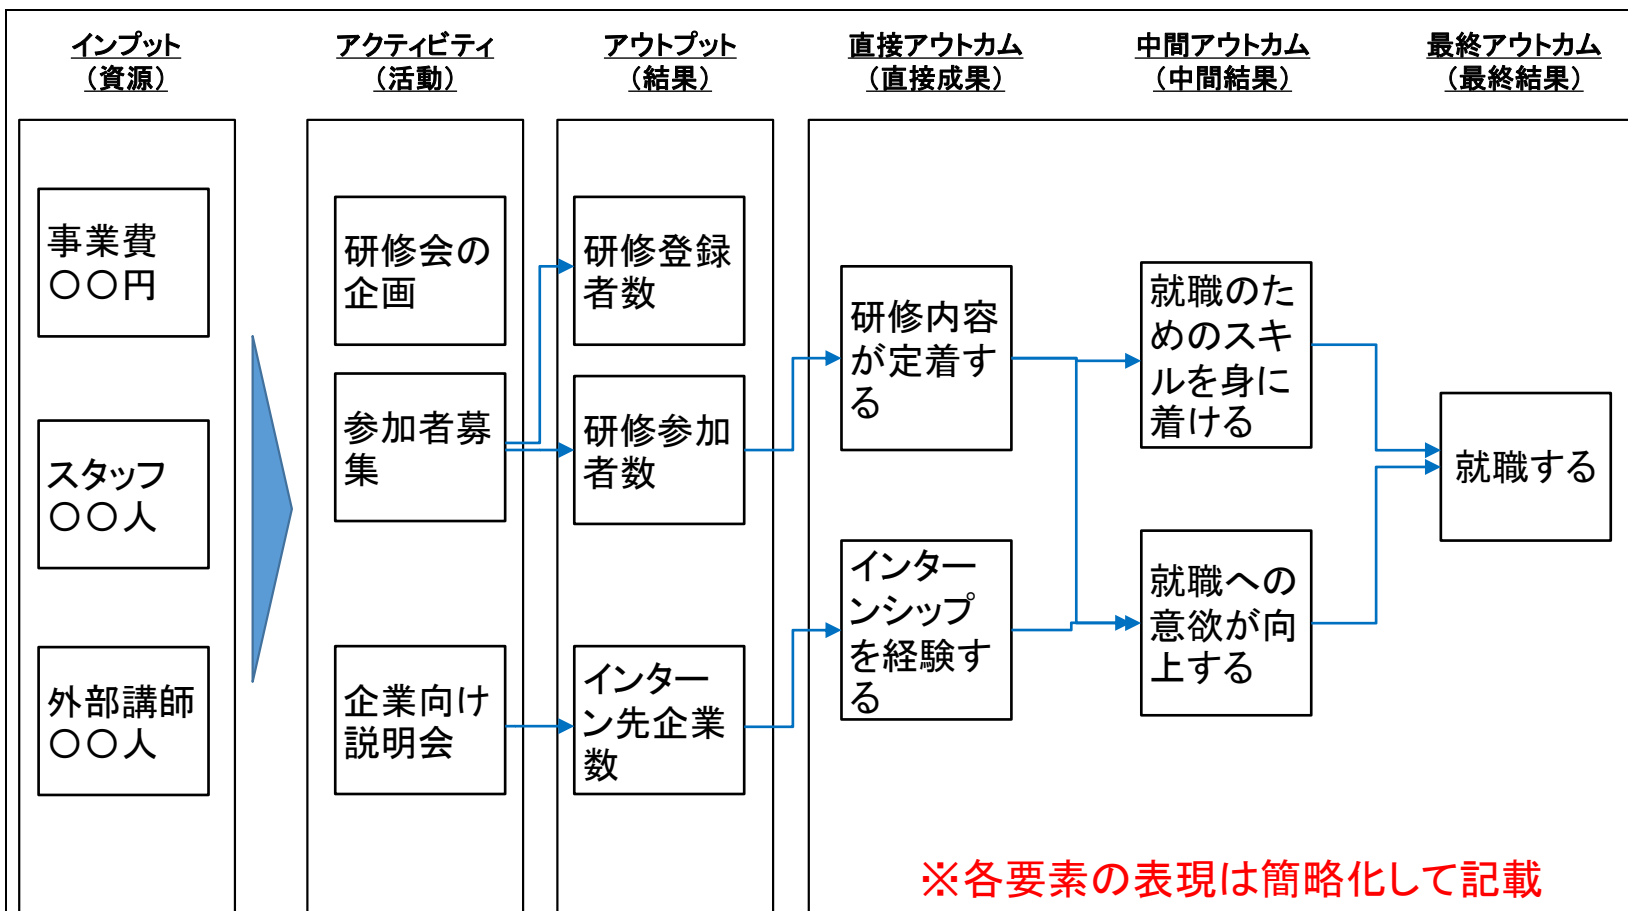 インプット
（資源）
アクティビティ
（活動）
アウトプット
（結果）
直接アウトカム
（直接成果）
中間アウトカム
（中間結果）
最終アウトカム
（最終結果）
事業費
○○円
スタッフ
○○人
外部講師
○○人
研修会の
企画
参加者募
集
企業向け
説明会
研修登録
者数
研修参加
者数
インター
ン先企業
数
研修内容
が定着す
る
インター
ンシップ
を経験す
る
就職のた
めのスキ
ルを身に
着ける
就職への
意欲が向
上する
就職する
※各要素の表現は簡略化して記載